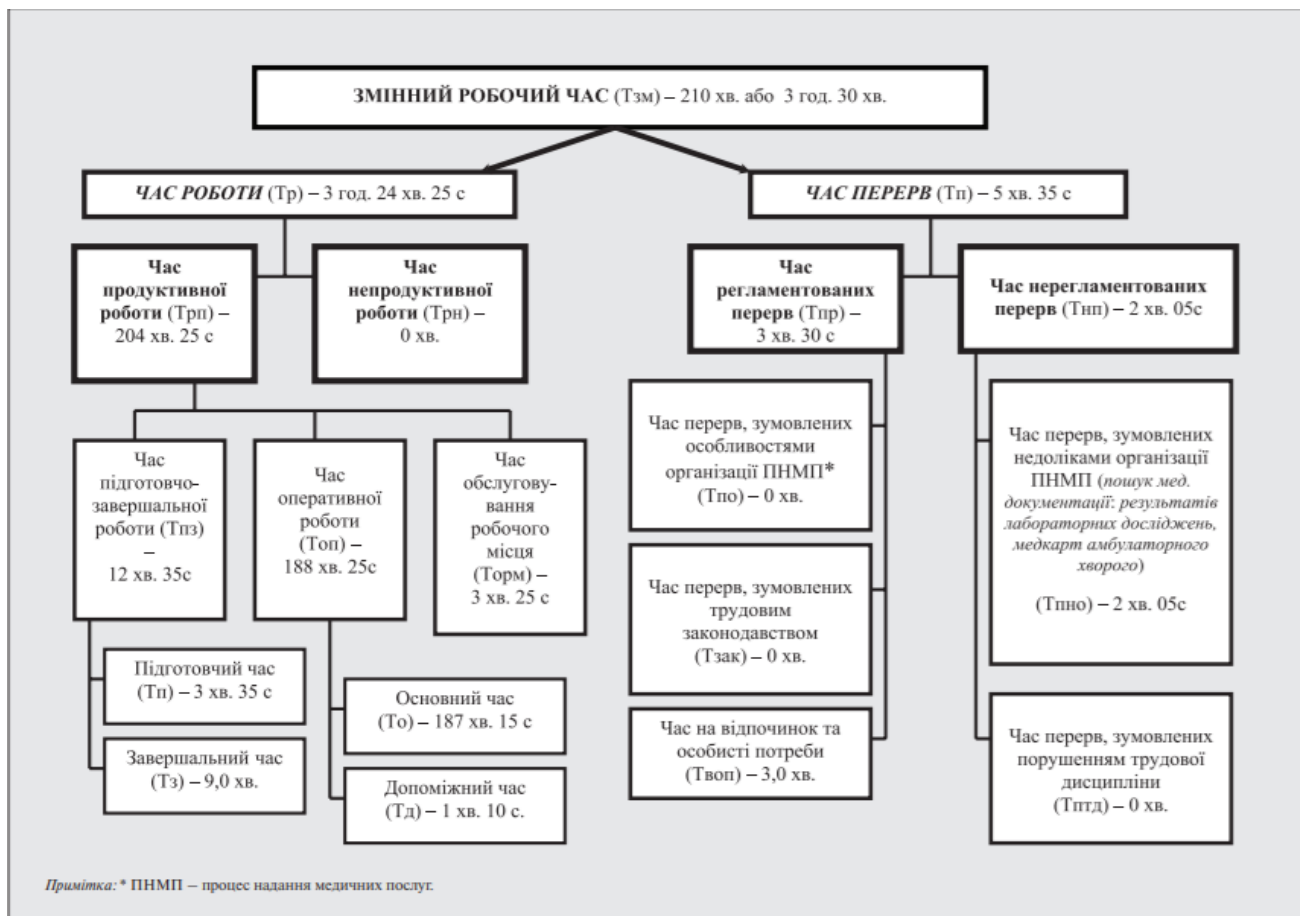 ЗМІННИЙ РОБОЧИЙ ЧАС (Тзм) – 210 хв. або 3 год. 30 хв.
ЧАС РОБОТИ (Тр) – 3 год. 24 хв. 25 с
ЧАС ПЕРЕРВ (Тп) – 5 хв. 35 с
Час
продуктивної
роботи (Трп) –
204 хв. 25 с
Час
непродуктивної
роботи (Трн) –
0 хв.
Час
регламентованих
перерв (Тпр) –
3 хв. 30 с
Час нерегламентованих
перерв (Тнп) – 2 хв. 05с
Час
підготовчо-
завершальної
роботи (Тпз)
–
12 хв. 35с
Час
оперативної
роботи
(Топ) –
188 хв. 25с
Час
обслугову-
вання
робочого
місця
(Торм) –
3 хв. 25 с
Підготовчий час
(Тп) – 3 хв. 35 с
Завершальний час
(Тз) – 9,0 хв.
Основний час
(То) – 187 хв. 15 с
Допоміжний час
(Тд) – 1 хв. 10 с.
Час перерв, зумовлених
особливостями
організації ПНМП*
(Тпо) – 0 хв.
Час перерв, зумовлених
трудовим
законодавством
(Тзак) – 0 хв.
Час на відпочинок та
особисті потреби
(Твоп) – 3,0 хв.
Час перерв, зумовлених
недоліками організації
ПНМП (пошук мед.
документації: результатів
лабораторних досліджень,
медкарт амбулаторного
хворого)
(Тпно) – 2 хв. 05с
Час перерв, зумовлених
порушенням трудової
дисципліни
(Тптд) – 0 хв.
Примітка: * ПНМП – процес надання медичних послуг.